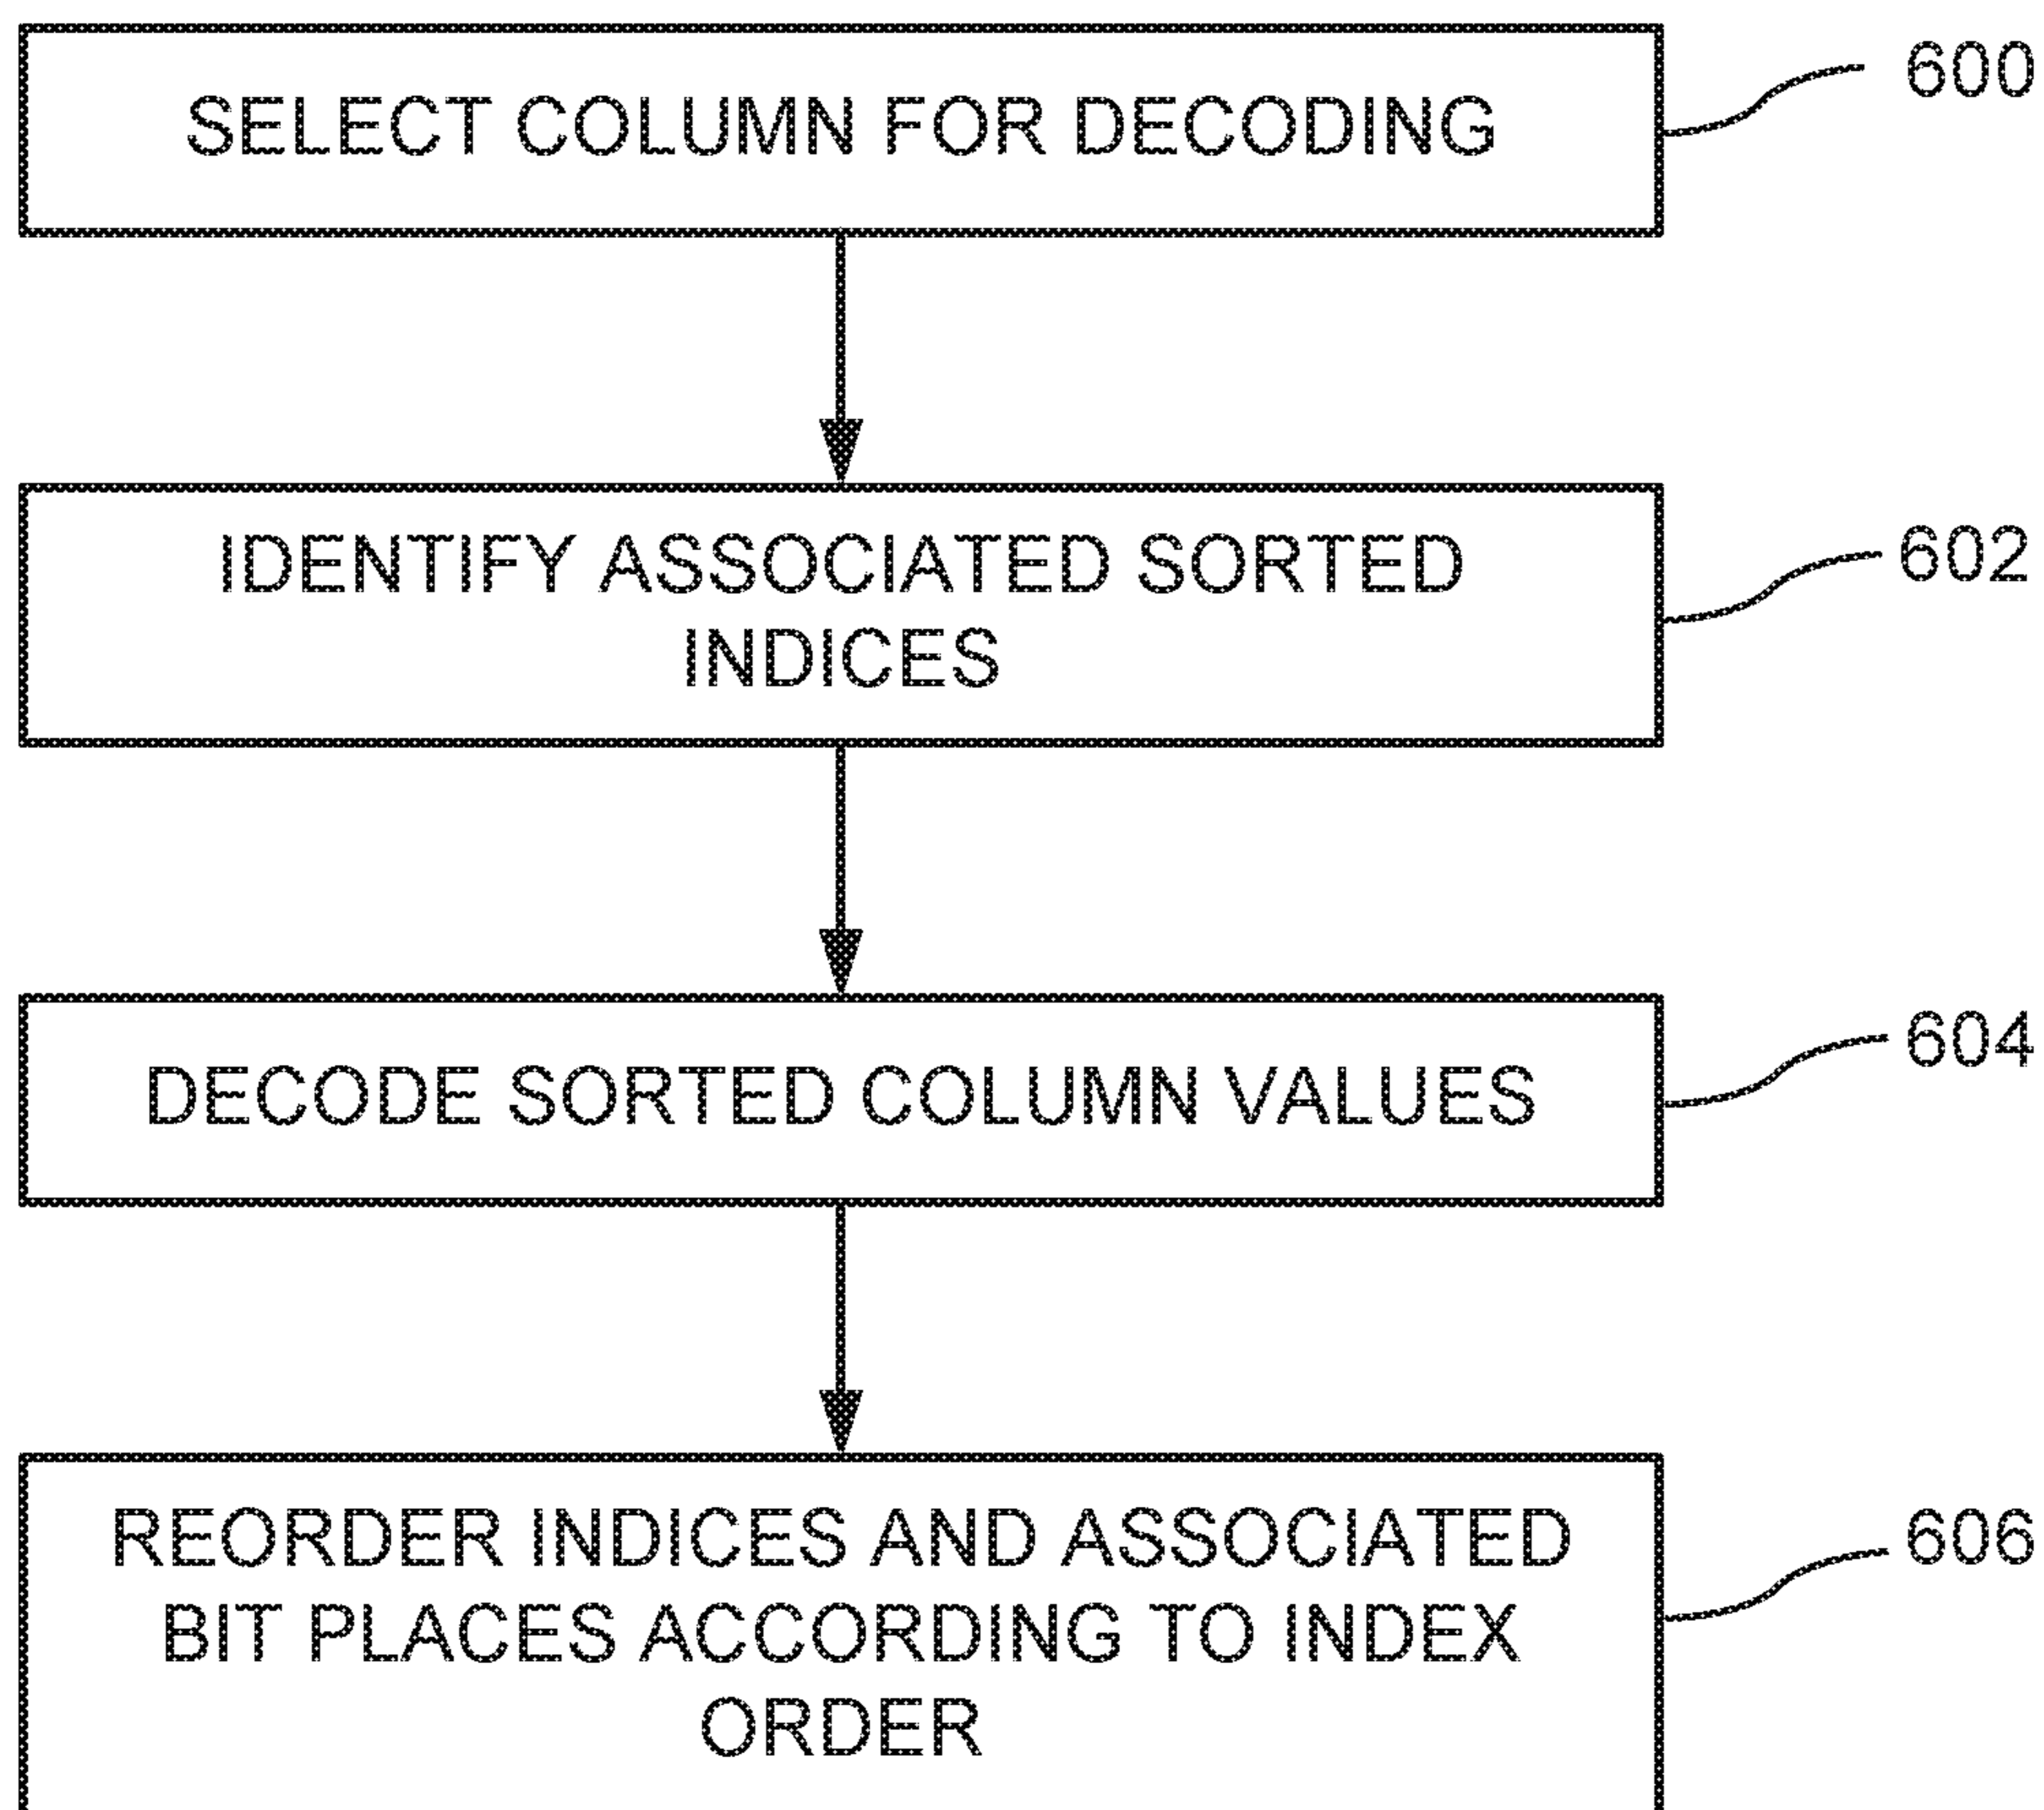 SELECT COLUMN FOR DECODING
600
IDENTIFY ASSOCIATED SORTED
INDICES
602
DECODE SORTED COLUMN VALUES
604
REORDER INDICES AND ASSOCIATED
BIT PLACES ACCORDING TO INDEX
ORDER
606